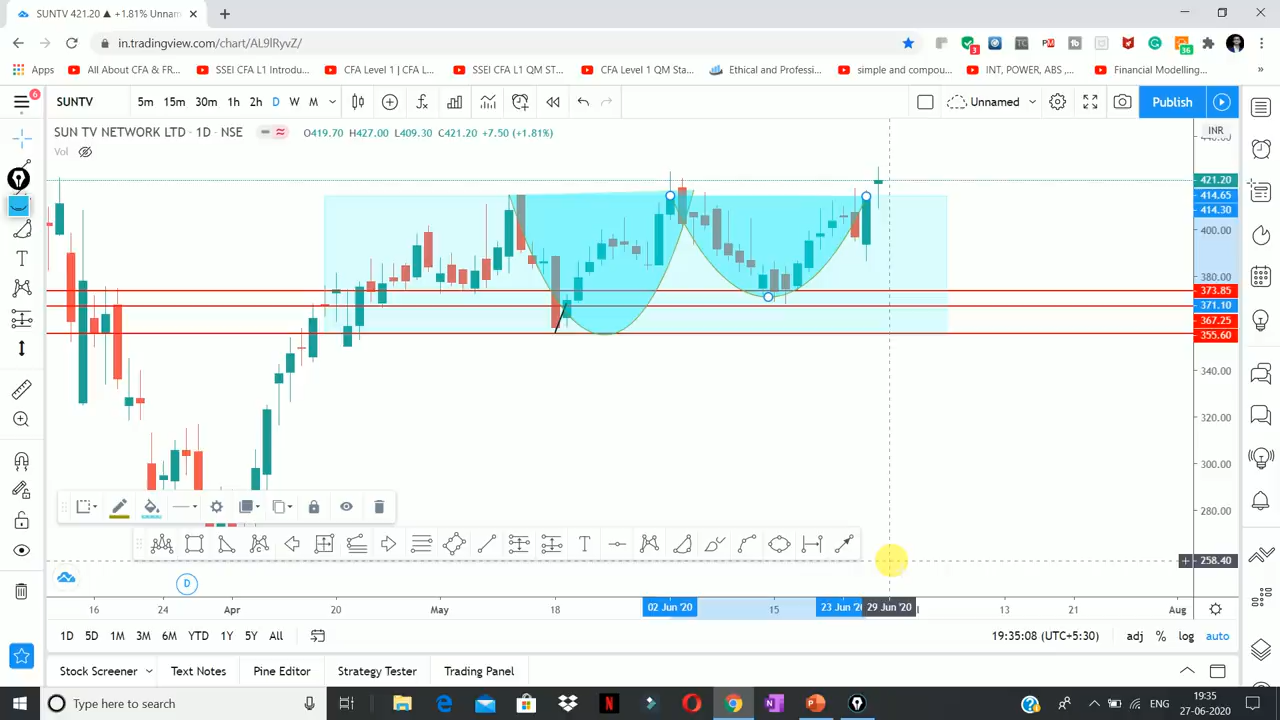 SUNTV 421.20 ▲ +1.81% Unnam
in.tradingview.com/chart/AL9lRyvZ/
Apps All About CFA & FR... SSEI CFA L1 Introdu... CFA Level 1 | CFA L... SSEI CFA L1 QM ST... CFA Level 1 QM Sta... Ethical and Professi... simple and compou... INT, POWER, ABS ,... Financial Modelling... »
SUNTV 5m 15m 30m 1h 2h D W M Unnamed Publish
SUN TV NETWORK LTD · 1D · NSE O419.70 H427.00 L409.30 C421.20 +7.50 (+1.81%)
INR
Vol
421.20
414.65
414.30
400.00
380.00
373.85
371.10
367.25
355.60
340.00
320.00
300.00
280.00
258.40
D
16 24 Apr 20 May 18 02 Jun '20 15 23 Jun '20 29 Jun '20 13 21 Aug
1D 5D 1M 3M 6M YTD 1Y 5Y All 19:35:08 (UTC+5:30) adj % log auto
Stock Screener Text Notes Pine Editor Strategy Tester Trading Panel
Type here to search ENG 19:35
27-06-2020